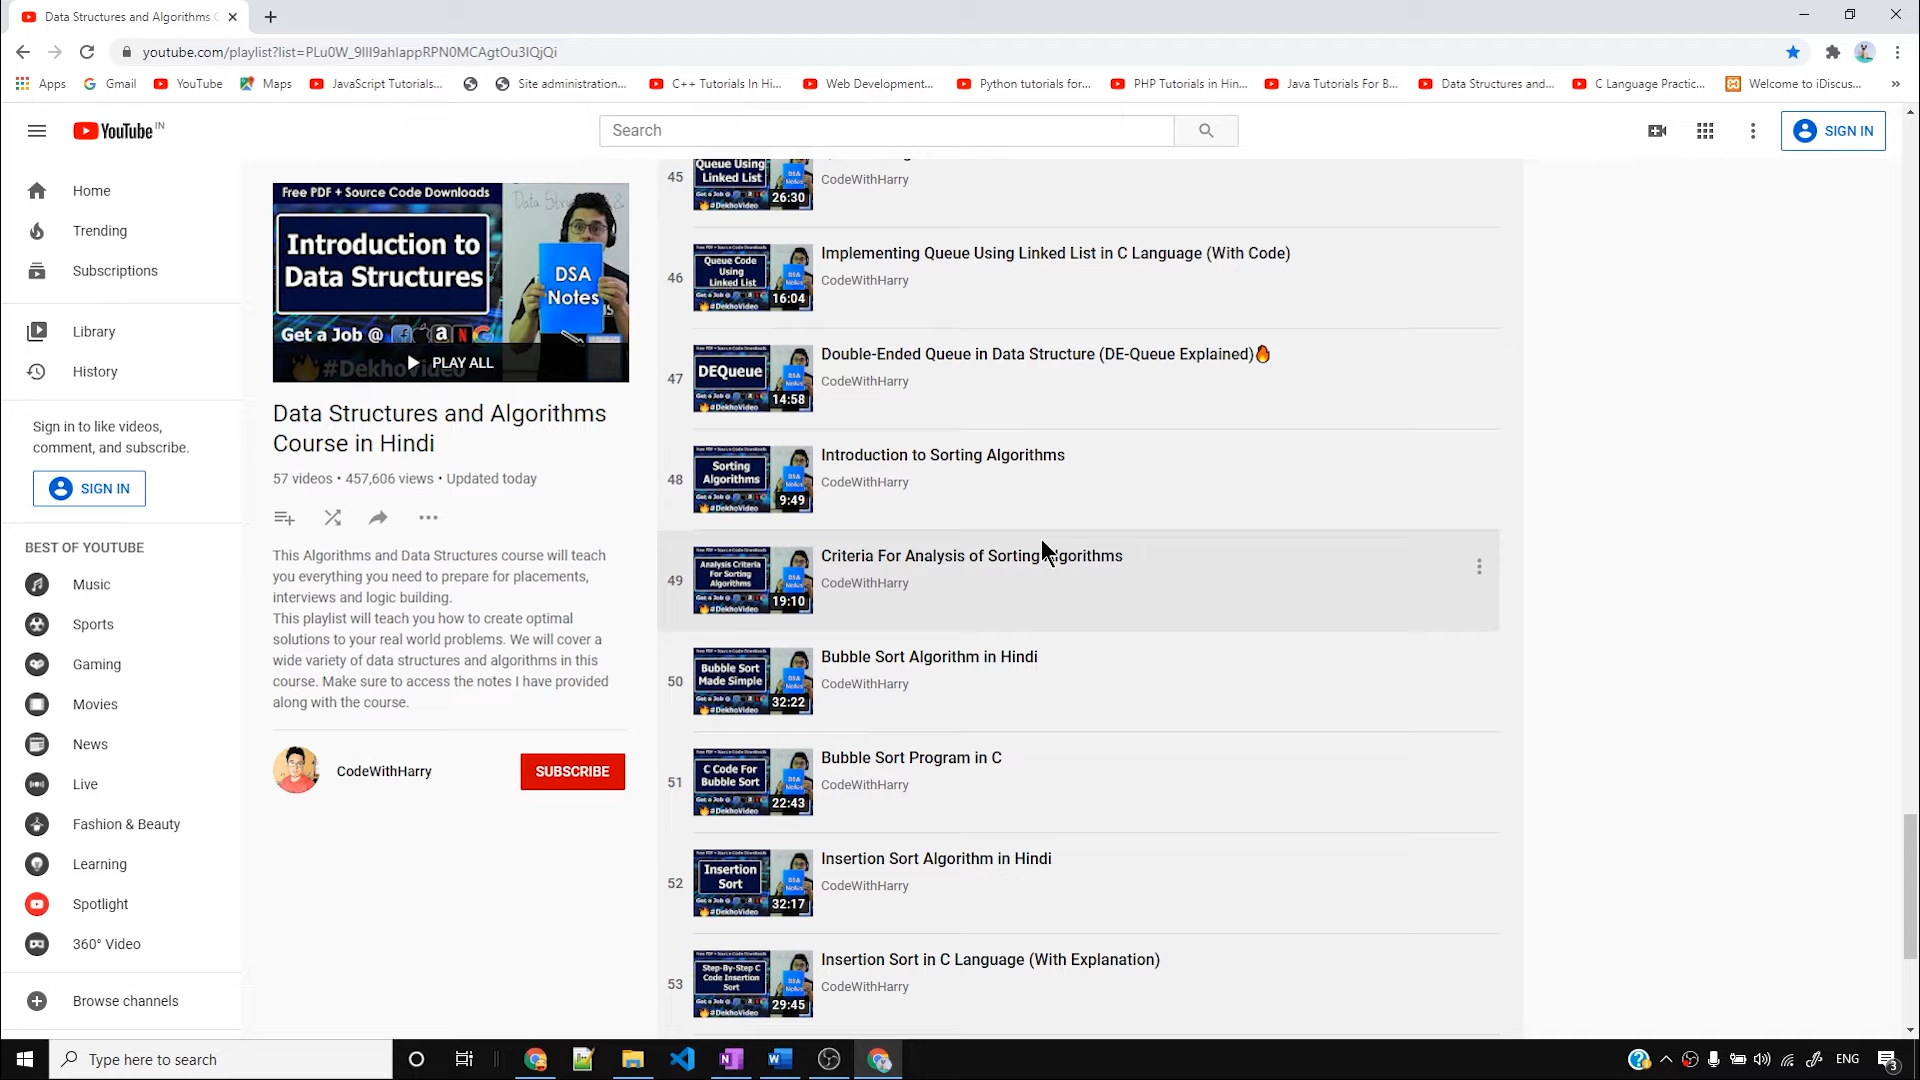 Data Structures and Algorithms C
youtube.com/playlist?list=PLu0W_9lII9ahIappRPN0MCAgtOu3lQjQi
Apps
Gmail
YouTube
Maps
JavaScript Tutorials...
Site administration...
C++ Tutorials In Hi...
Web Development...
Python tutorials for...
PHP Tutorials in Hin...
Java Tutorials For B...
Data Structures and...
C Language Practic...
Welcome to iDiscus...
YouTube IN
Search
SIGN IN
Home
Trending
Subscriptions
Library
History
Sign in to like videos,
comment, and subscribe.
SIGN IN
BEST OF YOUTUBE
Music
Sports
Gaming
Movies
News
Live
Fashion & Beauty
Learning
Spotlight
360° Video
Browse channels
Free PDF + Source Code Downloads
Introduction to
Data Structures
DSA
Notes
Get a Job @
#DekhoVideo
PLAY ALL
Data Structures and Algorithms
Course in Hindi
57 videos • 457,606 views • Updated today
This Algorithms and Data Structures course will teach
you everything you need to prepare for placements,
interviews and logic building.
This playlist will teach you how to create optimal
solutions to your real world problems. We will cover a
wide variety of data structures and algorithms in this
course. Make sure to access the notes I have provided
along with the course.
CodeWithHarry
SUBSCRIBE
45
Queue Using
Linked List
26:30
CodeWithHarry
46
Queue Code
Using
Linked List
#DekhoVideo
16:04
Implementing Queue Using Linked List in C Language (With Code)
CodeWithHarry
47
DEQueue
#DekhoVideo
14:58
Double-Ended Queue in Data Structure (DE-Queue Explained)🔥
CodeWithHarry
48
Sorting
Algorithms
#DekhoVideo
9:49
Introduction to Sorting Algorithms
CodeWithHarry
49
Analysis Criteria
For Sorting
Algorithms
#DekhoVideo
19:10
Criteria For Analysis of Sorting Algorithms
CodeWithHarry
50
Bubble Sort
Made Simple
#DekhoVideo
32:22
Bubble Sort Algorithm in Hindi
CodeWithHarry
51
C Code For
Bubble Sort
#DekhoVideo
22:43
Bubble Sort Program in C
CodeWithHarry
52
Insertion
Sort
#DekhoVideo
32:17
Insertion Sort Algorithm in Hindi
CodeWithHarry
53
Step-By-Step C
Code Insertion
Sort
#DekhoVideo
29:45
Insertion Sort in C Language (With Explanation)
CodeWithHarry
Type here to search
ENG
3